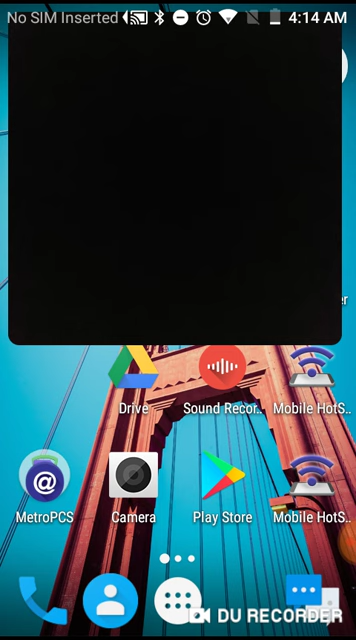 No SIM Inserted 4:14 AM
er
Drive Sound Recor.. Mobile HotS..
@
MetroPCS Camera Play Store Mobile HotS..
DU RECORDER